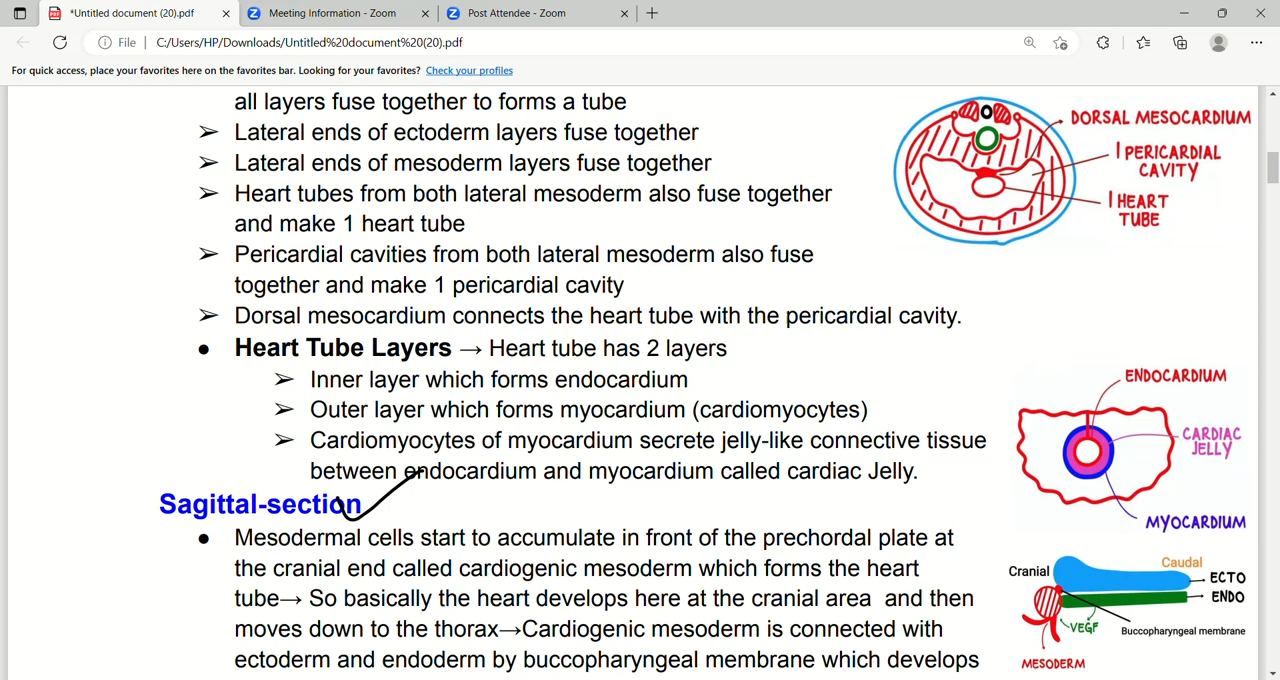 *Untitled document (20).pdf
Meeting Information - Zoom
Post Attendee - Zoom
File
C:/Users/HP/Downloads/Untitled%20document%20(20).pdf
For quick access, place your favorites here on the favorites bar. Looking for your favorites? Check your profiles
all layers fuse together to forms a tube
➢ Lateral ends of ectoderm layers fuse together
➢ Lateral ends of mesoderm layers fuse together
➢ Heart tubes from both lateral mesoderm also fuse together
and make 1 heart tube
➢ Pericardial cavities from both lateral mesoderm also fuse
together and make 1 pericardial cavity
➢ Dorsal mesocardium connects the heart tube with the pericardial cavity.
● Heart Tube Layers → Heart tube has 2 layers
➢ Inner layer which forms endocardium
➢ Outer layer which forms myocardium (cardiomyocytes)
➢ Cardiomyocytes of myocardium secrete jelly-like connective tissue
between endocardium and myocardium called cardiac Jelly.
Sagittal-section
● Mesodermal cells start to accumulate in front of the prechordal plate at
the cranial end called cardiogenic mesoderm which forms the heart
tube→ So basically the heart develops here at the cranial area and then
moves down to the thorax→Cardiogenic mesoderm is connected with
ectoderm and endoderm by buccopharyngeal membrane which develops
DORSAL MESOCARDIUM
1 PERICARDIAL
CAVITY
1 HEART
TUBE
ENDOCARDIUM
CARDIAC
JELLY
MYOCARDIUM
Cranial
Caudal
ECTO
ENDO
VEGF
Buccopharyngeal membrane
MESODERM